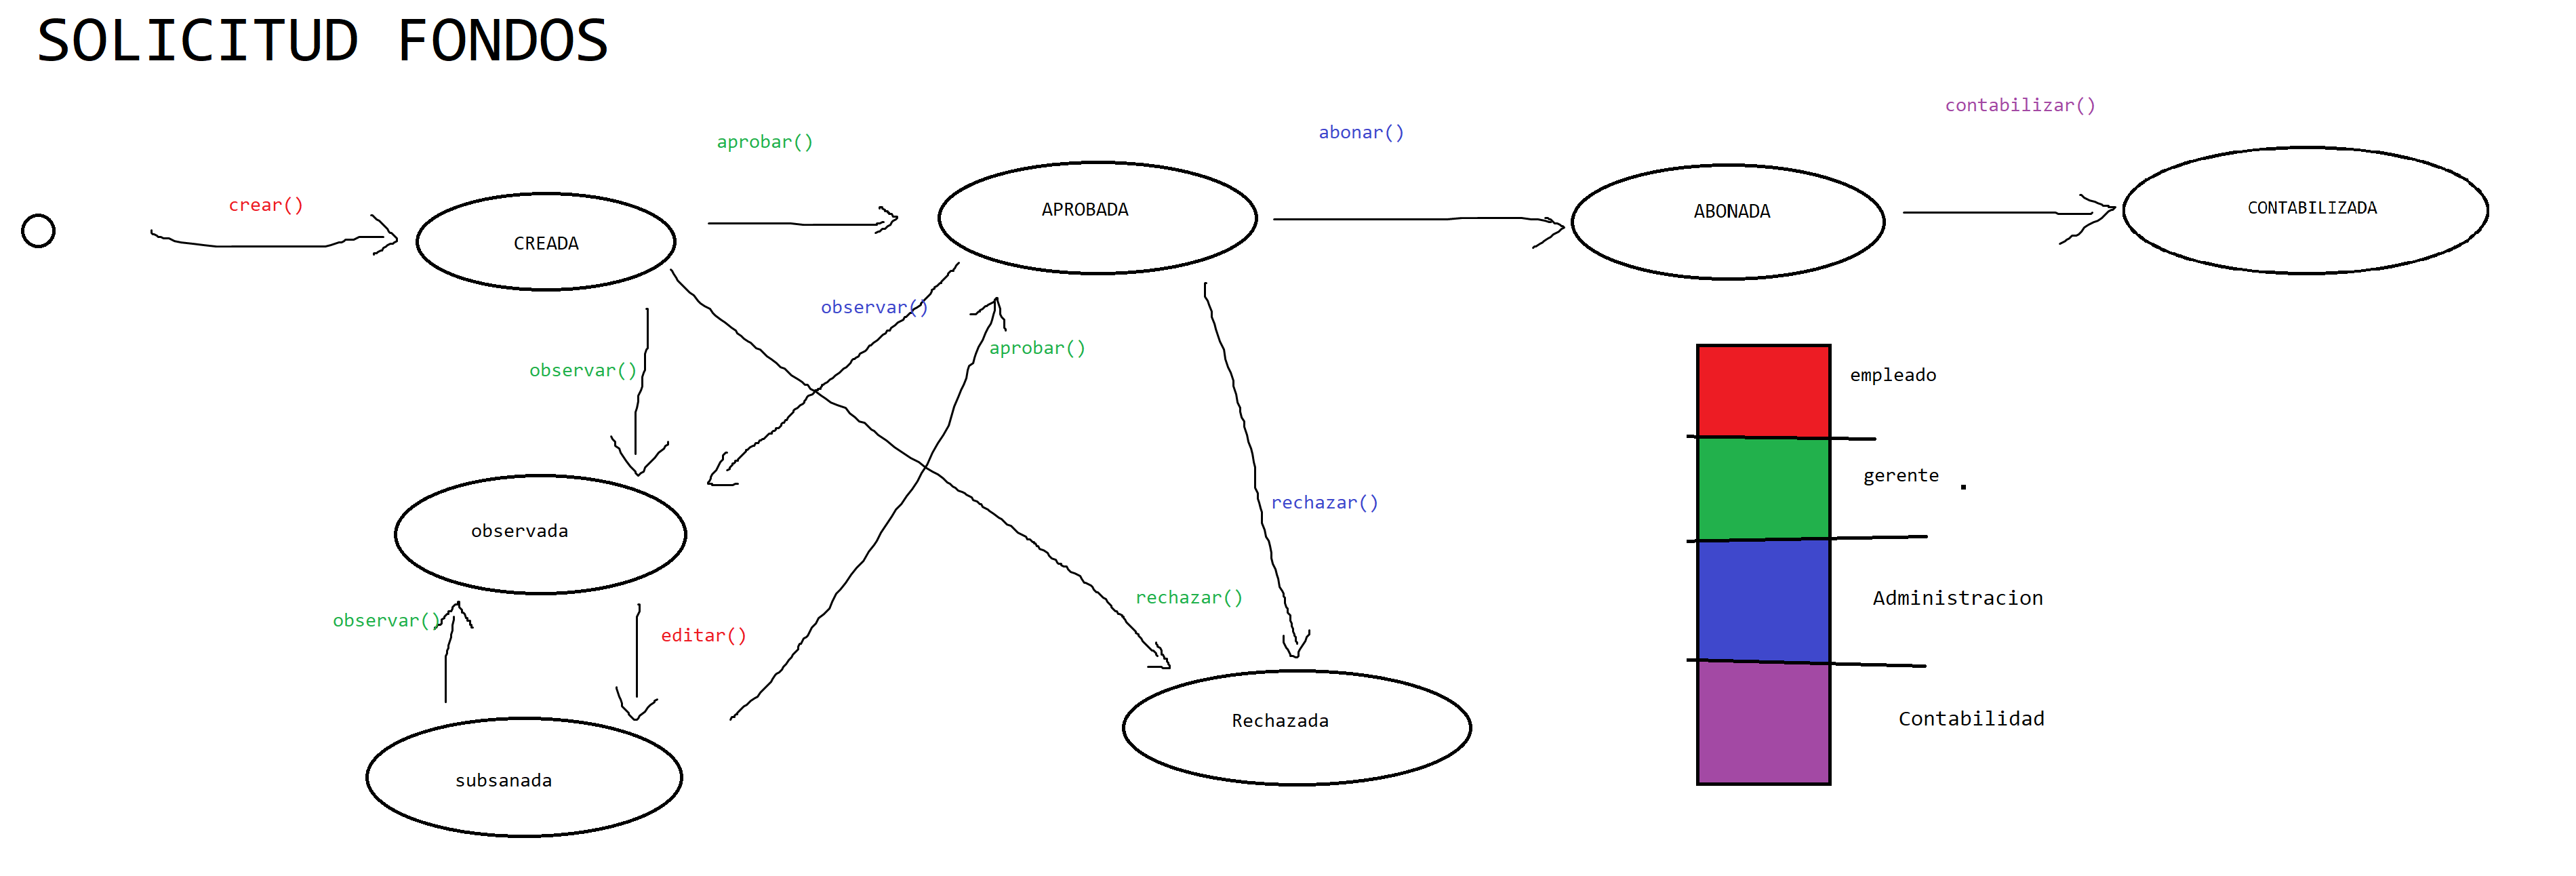 SOLICITUD FONDOS
contabilizar()
abonar()
aprobar()
crear()
CREADA
APROBADA
ABONADA
CONTABILIZADA
observar()
aprobar()
observar()
empleado
gerente
rechazar()
observada
Administracion
rechazar()
observar()
editar()
Rechazada
Contabilidad
subsanada